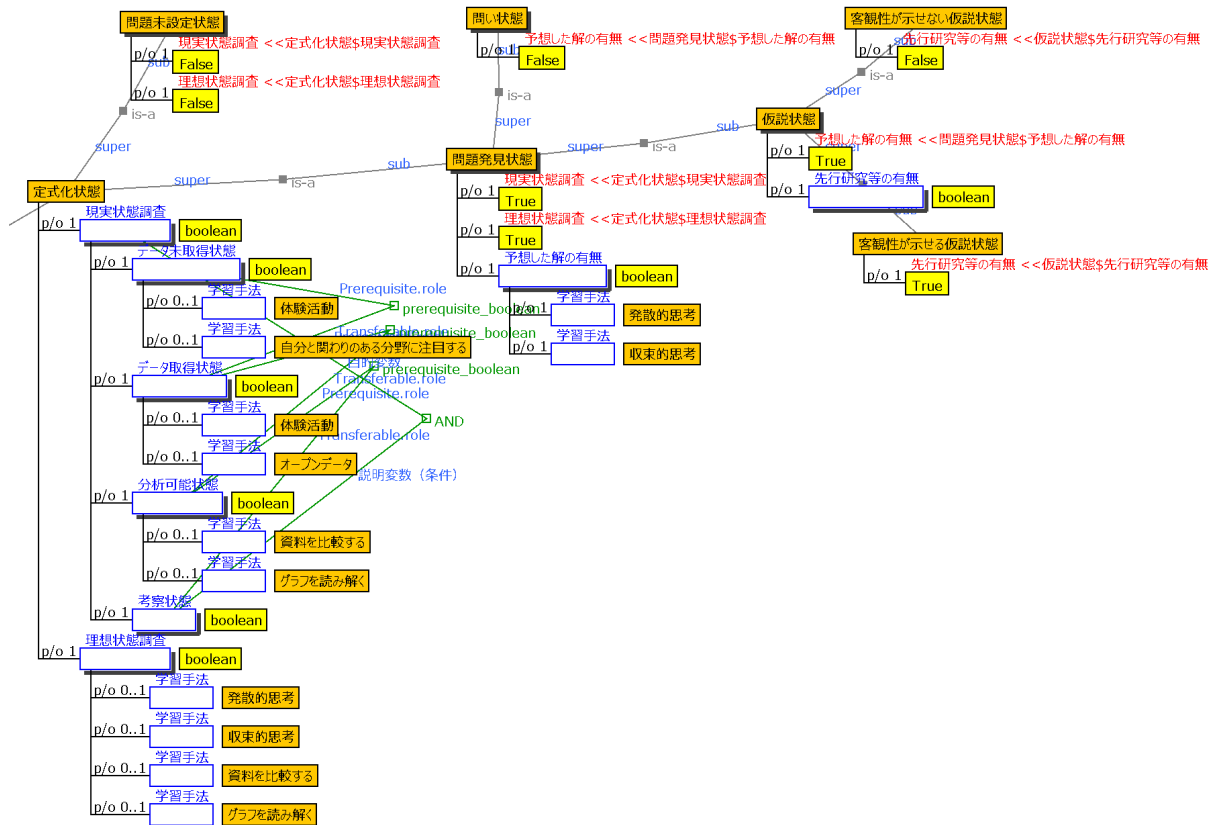 問題未設定状態
現実状態調査 <<定式化状態$現実状態調査
p/o 1
False
sub
理想状態調査 <<定式化状態$理想状態調査
p/o 1
False
is-a
super
問い状態
予想した解の有無 <<問題発見状態$予想した解の有無
p/o 1
sub
False
is-a
super
客観性が示せない仮説状態
先行研究等の有無 <<仮説状態$先行研究等の有無
p/o 1
sub
False
is-a
super
仮説状態
sub
予想した解の有無 <<問題発見状態$予想した解の有無
p/o 1
True
super
先行研究等の有無
p/o 1
boolean
is-a
sub
客観性が示せる仮説状態
先行研究等の有無 <<仮説状態$先行研究等の有無
p/o 1
True
super
is-a
問題発見状態
sub
現実状態調査 <<定式化状態$現実状態調査
p/o 1
True
理想状態調査 <<定式化状態$理想状態調査
p/o 1
True
予想した解の有無
p/o 1
boolean
学習手法
p/o 1
発散的思考
学習手法
p/o 1
収束的思考
super
is-a
定式化状態
現実状態調査
p/o 1
boolean
データ未取得状態
p/o 1
boolean
学習手法
p/o 0..1
体験活動
学習手法
p/o 0..1
自分と関わりのある分野に注目する
データ取得状態
p/o 1
boolean
学習手法
p/o 0..1
体験活動
学習手法
p/o 0..1
オープンデータ
分析可能状態
p/o 1
boolean
学習手法
p/o 0..1
資料を比較する
学習手法
p/o 0..1
グラフを読み解く
考察状態
p/o 1
boolean
Prerequisite.role
prerequisite_boolean
Transferable.role
prerequisite_boolean
目的変数
prerequisite_boolean
Transferable.role
Prerequisite.role
AND
Transferable.role
説明変数（条件）
理想状態調査
p/o 1
boolean
学習手法
p/o 0..1
発散的思考
学習手法
p/o 0..1
収束的思考
学習手法
p/o 0..1
資料を比較する
学習手法
p/o 0..1
グラフを読み解く